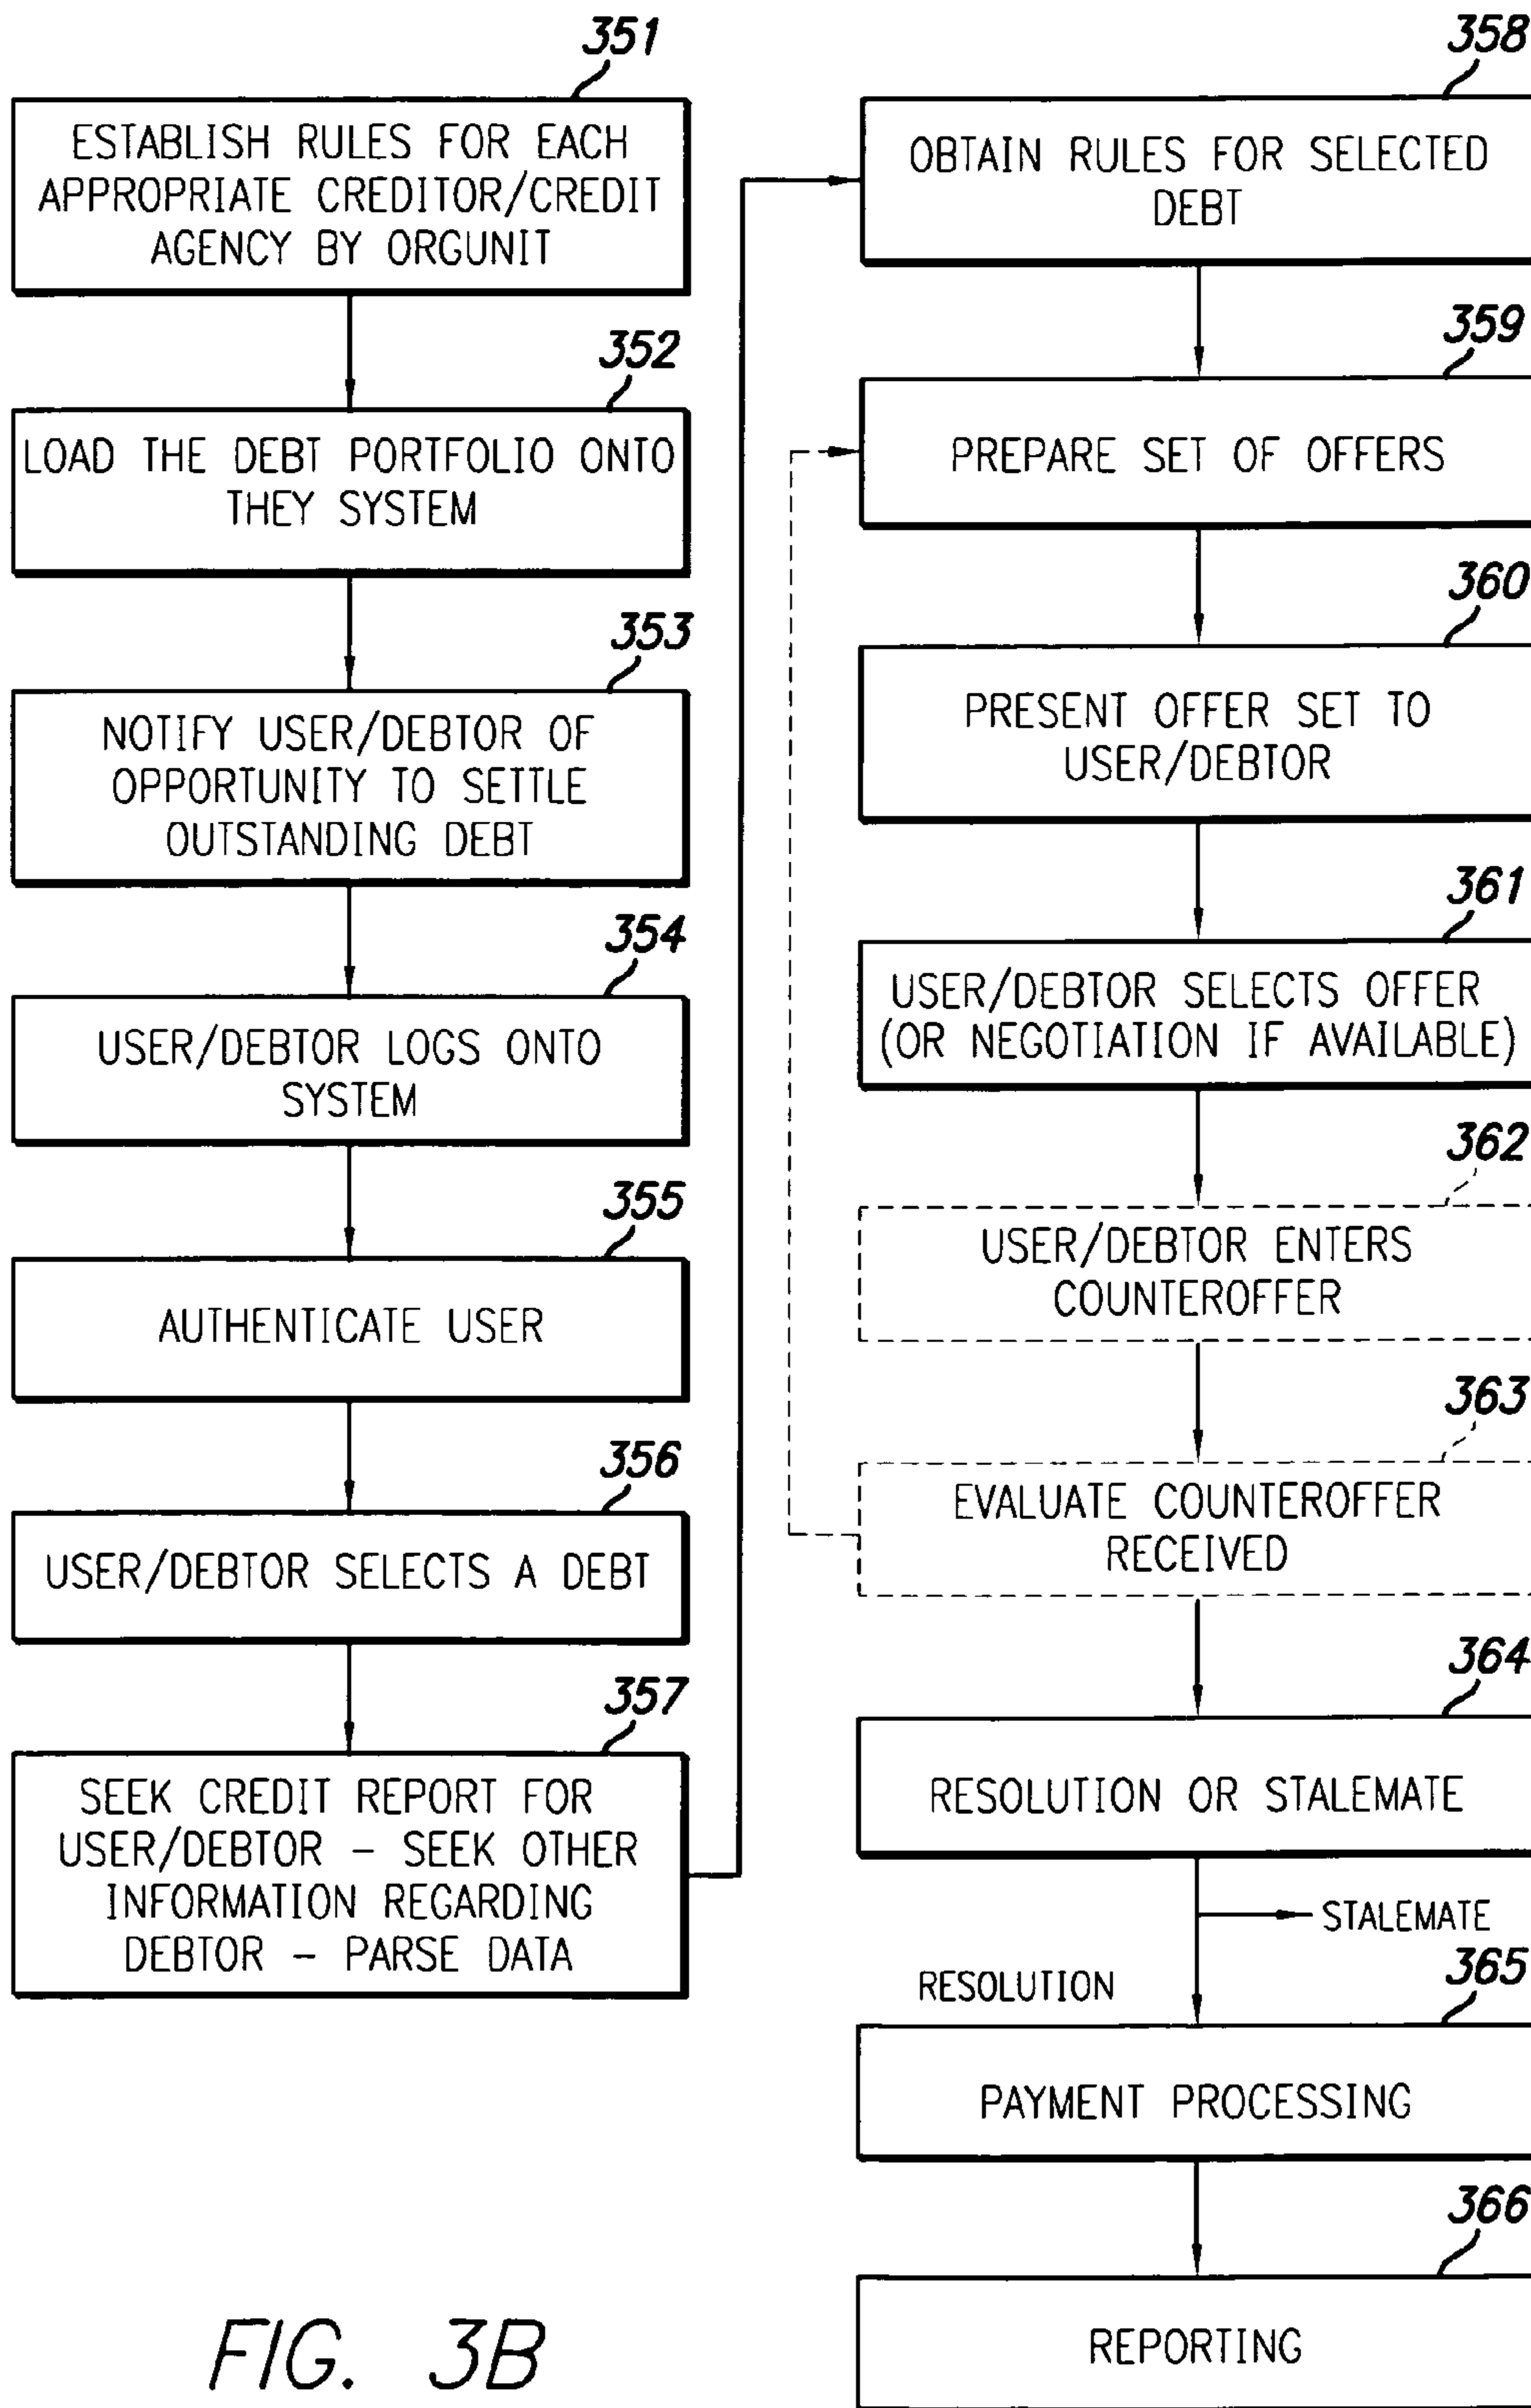 351
ESTABLISH RULES FOR EACH
APPROPRIATE CREDITOR/CREDIT
AGENCY BY ORGUNIT
352
LOAD THE DEBT PORTFOLIO ONTO
THEY SYSTEM
353
NOTIFY USER/DEBTOR OF
OPPORTUNITY TO SETTLE
OUTSTANDING DEBT
354
USER/DEBTOR LOGS ONTO
SYSTEM
355
AUTHENTICATE USER
356
USER/DEBTOR SELECTS A DEBT
357
SEEK CREDIT REPORT FOR
USER/DEBTOR – SEEK OTHER
INFORMATION REGARDING
DEBTOR – PARSE DATA
358
OBTAIN RULES FOR SELECTED
DEBT
359
PREPARE SET OF OFFERS
360
PRESENT OFFER SET TO
USER/DEBTOR
361
USER/DEBTOR SELECTS OFFER
(OR NEGOTIATION IF AVAILABLE)
362
USER/DEBTOR ENTERS
COUNTEROFFER
363
EVALUATE COUNTEROFFER
RECEIVED
364
RESOLUTION OR STALEMATE
STALEMATE
RESOLUTION
365
PAYMENT PROCESSING
366
REPORTING
FIG. 3B